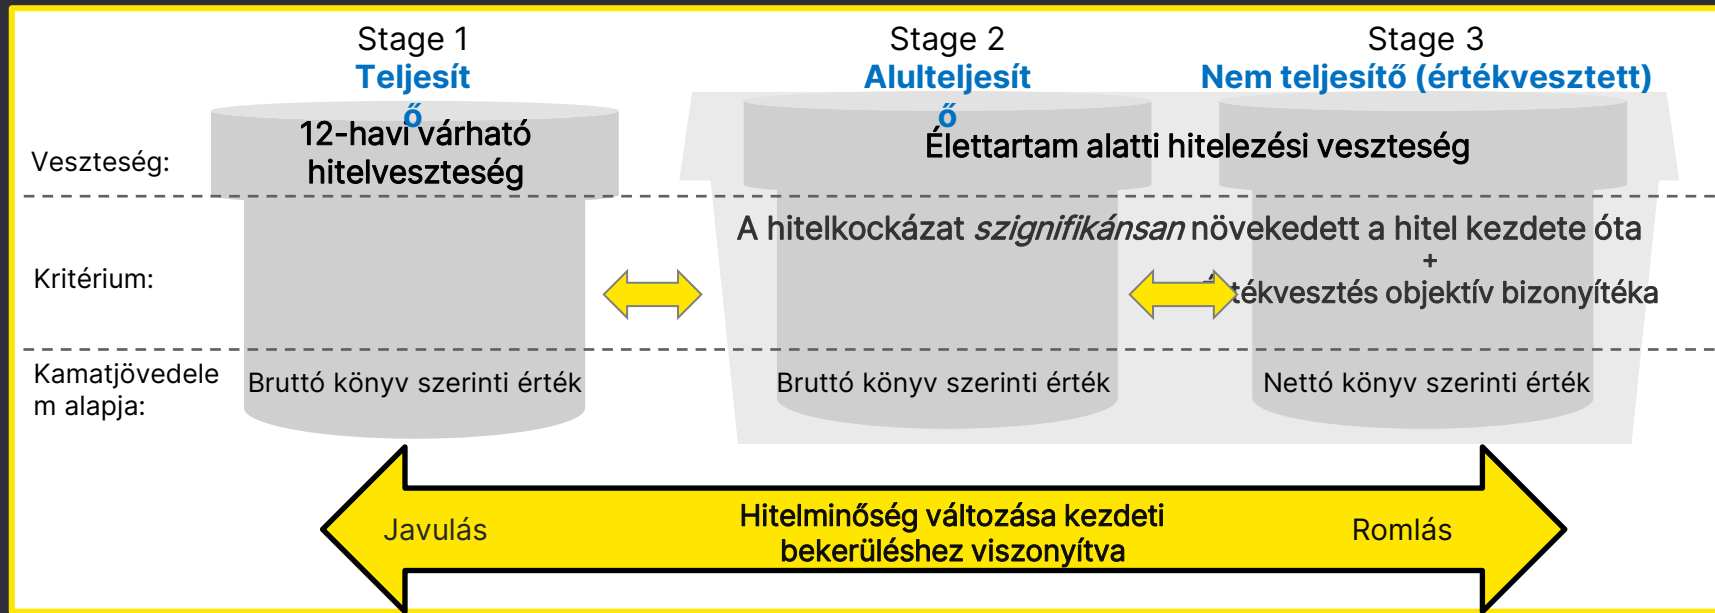 Stage 1
Teljesít
ő
Stage 2
Alulteljesít
ő
Stage 3
Nem teljesítő (értékvesztett)
Veszteség:
12-havi várható
hitelveszteség
Élettartam alatti hitelezési veszteség
Kritérium:
A hitelkockázat szignifikánsan növekedett a hitel kezdete óta
+
tékvesztés objektív bizonyítéka
Kamatjövedele
m alapja:
Bruttó könyv szerinti érték
Bruttó könyv szerinti érték
Nettó könyv szerinti érték
Javulás
Hitelminőség változása kezdeti
bekerüléshez viszonyítva
Romlás